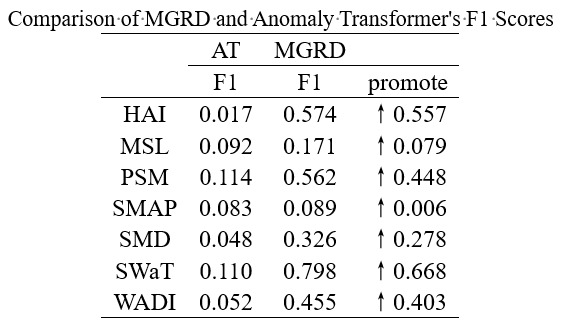 Comparison of MGRD and Anomaly Transformer's F1 Scores
AT MGRD
F1 F1 promote
HAI 0.017 0.574 ↑ 0.557
MSL 0.092 0.171 ↑ 0.079
PSM 0.114 0.562 ↑ 0.448
SMAP 0.083 0.089 ↑ 0.006
SMD 0.048 0.326 ↑ 0.278
SWaT 0.110 0.798 ↑ 0.668
WADI 0.052 0.455 ↑ 0.403